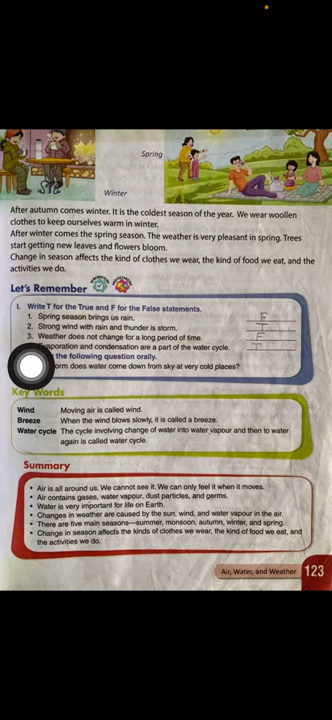 Spring
Winter
After autumn comes winter. It is the coldest season of the year. We wear woollen
clothes to keep ourselves warm in winter.
After winter comes the spring season. The weather is very pleasant in spring. Trees
start getting new leaves and flowers bloom.
Change in season affects the kind of clothes we wear, the kind of food we eat, and the
activities we do.
Let's Remember
I. Write T for the True and F for the False statements.
1. Spring season brings us rain. F
2. Strong wind with rain and thunder is storm. T
3. Weather does not change for a long period of time. F
Evaporation and condensation are a part of the water cycle. T
the following question orally.
orm does water come down from sky at very cold places?
Key Words
Wind Moving air is called wind.
Breeze When the wind blows slowly, it is called a breeze.
Water cycle The cycle involving change of water into water vapour and then to water
again is called water cycle.
Summary
• Air is all around us. We cannot see it. We can only feel it when it moves.
• Air contains gases, water vapour, dust particles, and germs.
• Water is very important for life on Earth.
• Changes in weather are caused by the sun, wind, and water vapour in the air.
• There are five main seasons—summer, monsoon, autumn, winter, and spring.
• Change in season affects the kinds of clothes we wear, the kind of food we eat, and
the activities we do.
Air, Water, and Weather 123